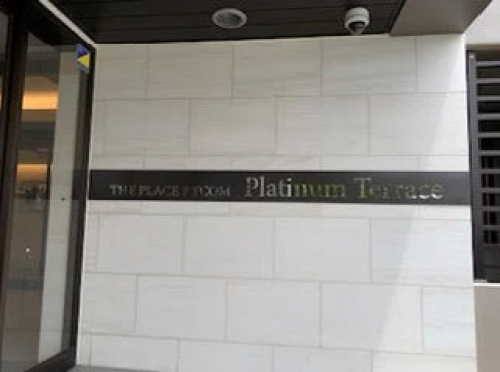 THE PLACE Platinum Terrace